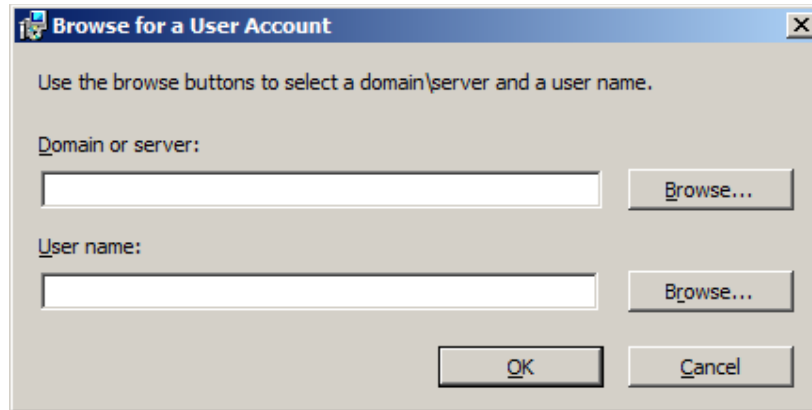 Browse for a User Account
Use the browse buttons to select a domain\server and a user name.
Domain or server:
Browse...
User name:
Browse...
OK
Cancel